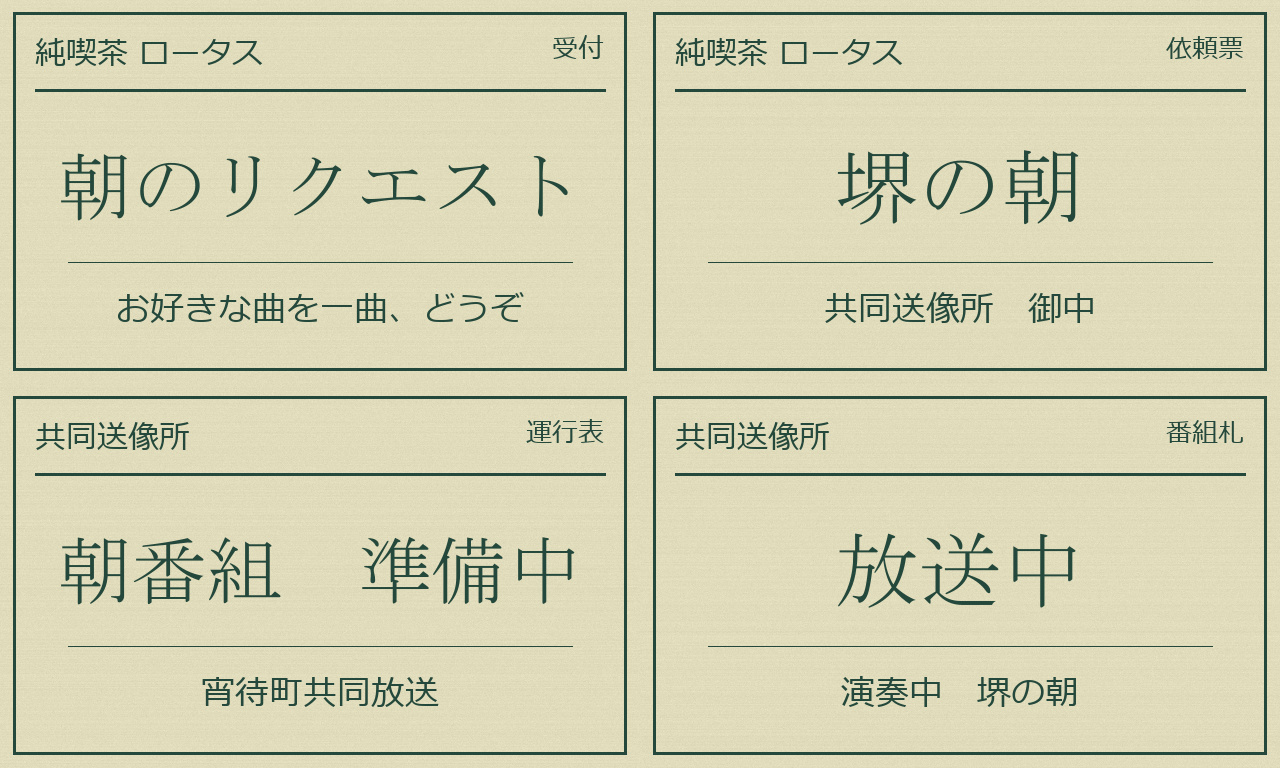 純喫茶 ロータス
受付
朝のリクエスト
お好きな曲を一曲、どうぞ
純喫茶 ロータス
依頼票
堺の朝
共同送像所　御中
共同送像所
運行表
朝番組　準備中
宵待町共同放送
共同送像所
番組札
放送中
演奏中　堺の朝